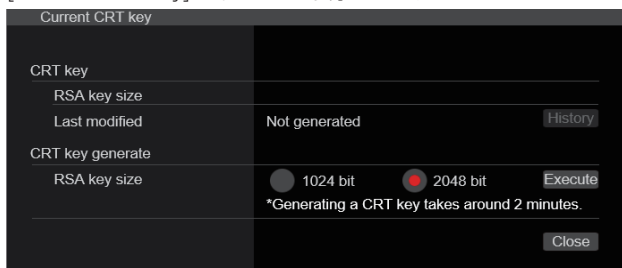 Current CRT key
CRT key
RSA key size
Last modified Not generated History
CRT key generate
RSA key size 1024 bit 2048 bit Execute
*Generating a CRT key takes around 2 minutes.
Close